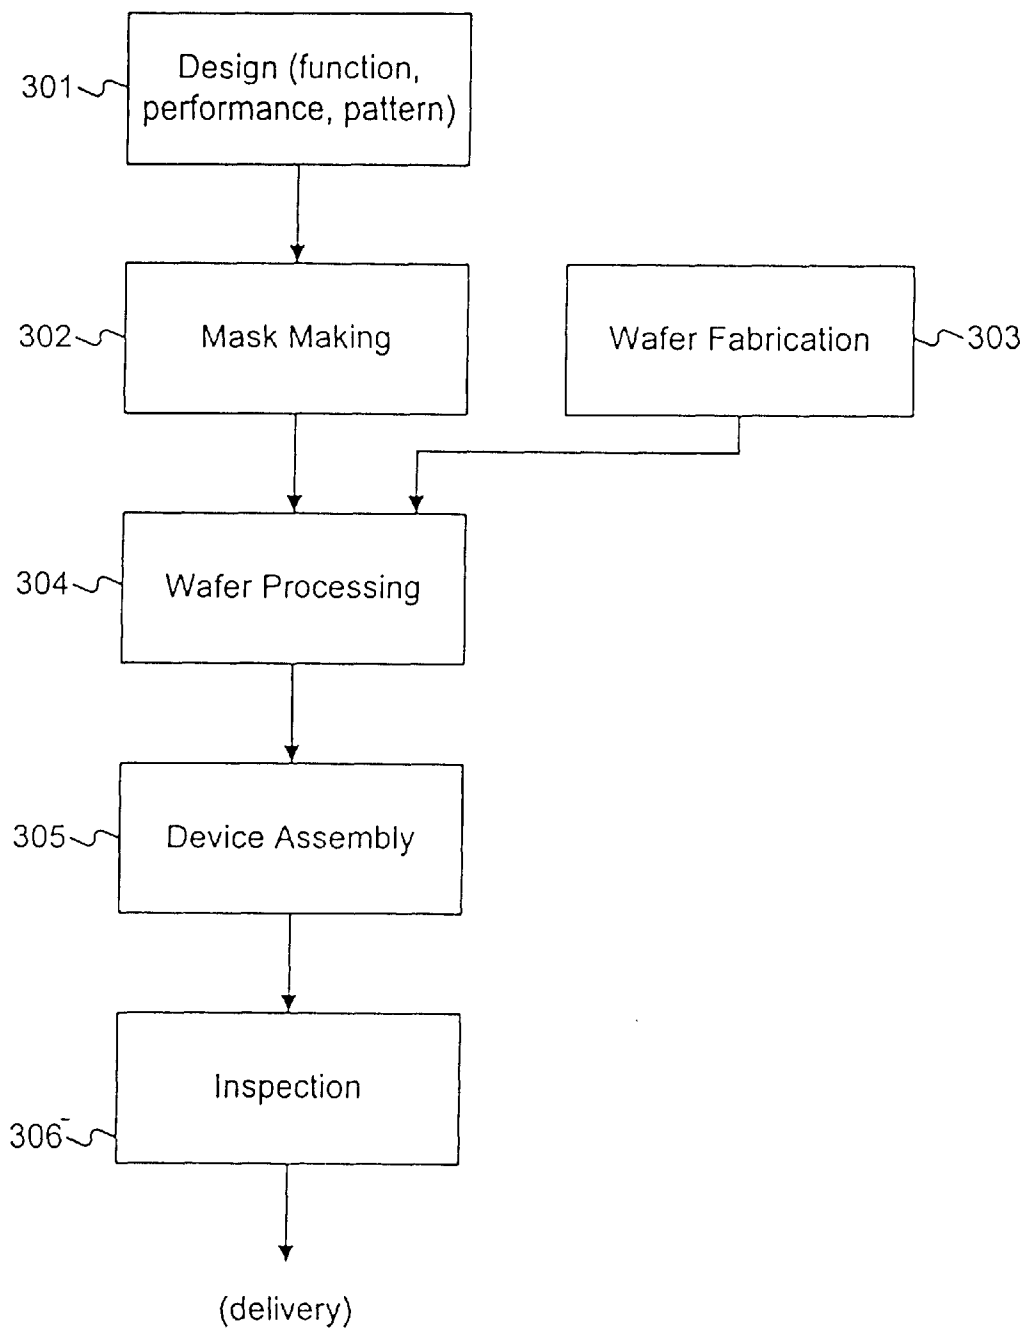 Design (function,
performance, pattern)
301
Mask Making
302
Wafer Fabrication
303
Wafer Processing
304
Device Assembly
305
Inspection
306
(delivery)